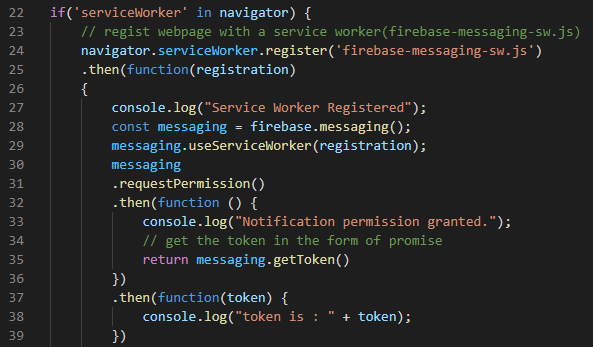 22 if('serviceWorker' in navigator) {
23     // regist webpage with a service worker(firebase-messaging-sw.js)
24     navigator.serviceWorker.register('firebase-messaging-sw.js')
25     .then(function(registration)
26     {
27         console.log("Service Worker Registered");
28         const messaging = firebase.messaging();
29         messaging.useServiceWorker(registration);
30         messaging
31         .requestPermission()
32         .then(function () {
33             console.log("Notification permission granted.");
34             // get the token in the form of promise
35             return messaging.getToken()
36         })
37         .then(function(token) {
38             console.log("token is : " + token);
39         })